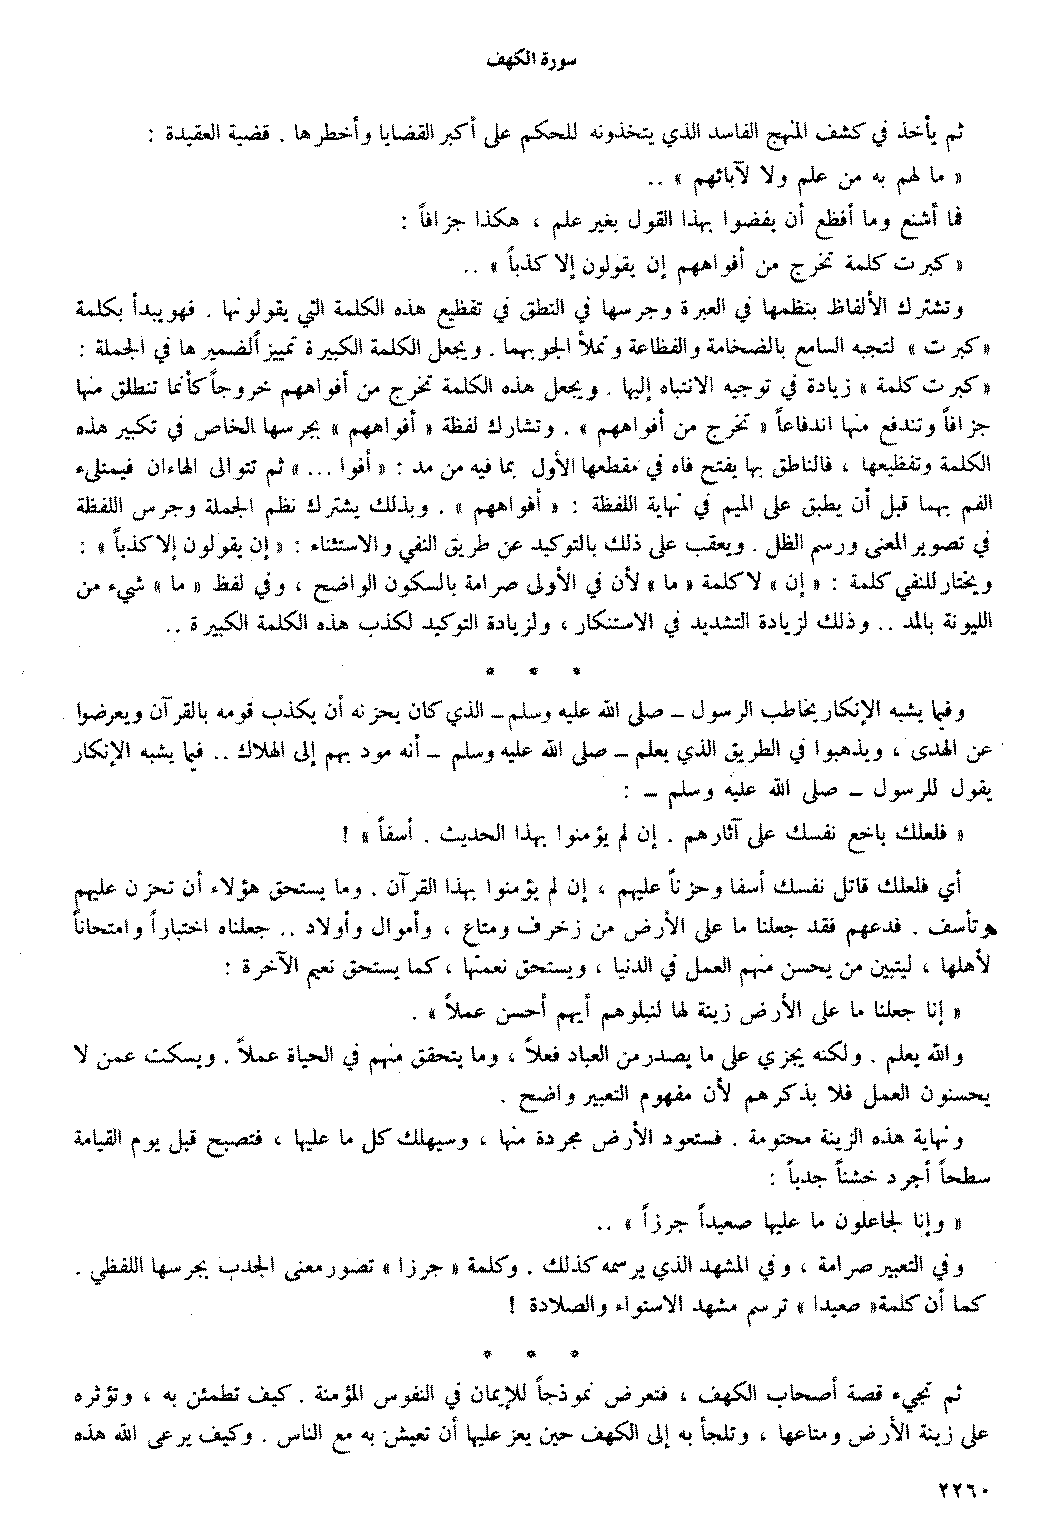 سورة الكهف
ثم يأخذ في كشف المنهج الفاسد الذي يتخذونه للحكم على أكبر القضايا وأخطرها . قضية العقيدة :
« ما لهم به من علم ولا لآبائهم » ..
فما أشنع وما أفظع أن يفضوا بهذا القول بغير علم ، هكذا جزافاً :
« كبرت كلمة تخرج من أفواههم إن يقولون إلا كذباً » ..
وتشترك الألفاظ بنظمها في العبرة وجرسها في النطق في تفظيع هذه الكلمة التي يقولونها . فهو يبدأ بكلمة
« كبرت » لتجبه السامع بالضخامة والفظاعة وتملأ الجو بهما . ويجعل الكلمة الكبيرة تمييزاً لضميرها في الجملة :
« كبرت كلمة » زيادة في توجيه الانتباه إليها . ويجعل هذه الكلمة تخرج من أفواههم خروجاً كأنما تنطلق منها
جزافاً وتندفع منها اندفاعاً « تخرج من أفواههم » . وتشارك لفظة « أفواههم » بجرسها الخاص في تكبير هذه
الكلمة وتفظيعها ، فالناطق بها يفتح فاه في مقطعها الأول بما فيه من مد : « أفوا ... » ثم تتوالى الهاءان فيمتلىء
الفم بهما قبل أن يطبق على الميم في نهاية اللفظة : « أفواههم » . وبذلك يشترك نظم الجملة وجرس اللفظة
في تصوير المعنى ورسم الظل . ويعقب على ذلك بالتوكيد عن طريق النفي والاستثناء : « إن يقولون إلا كذباً » :
ويختار للنفي كلمة : « إن » لا كلمة « ما » لأن في الأولى صرامة بالسكون الواضح ، وفي لفظ « ما » شيء من
الليونة بالمد .. وذلك لزيادة التشديد في الاستنكار ، ولزيادة التوكيد لكذب هذه الكلمة الكبيرة ..
* * *
وفيما يشبه الإنكار يخاطب الرسول – صلى الله عليه وسلم – الذي كان يحزنه أن يكذب قومه بالقرآن ويعرضوا
عن الهدى ، ويذهبوا في الطريق الذي يعلم – صلى الله عليه وسلم – أنه مود بهم إلى الهلاك .. فيما يشبه الإنكار
يقول للرسول – صلى الله عليه وسلم – :
« فلعلك باخع نفسك على آثارهم . إن لم يؤمنوا بهذا الحديث . أسفاً » !
أي فلعلك قاتل نفسك أسفا وحزناً عليهم ، إن لم يؤمنوا بهذا القرآن . وما يستحق هؤلاء أن تحزن عليهم
وتأسف . فدعهم فقد جعلنا ما على الأرض من زخرف ومتاع ، وأموال وأولاد .. جعلناه اختباراً وامتحاناً
لأهلها ، ليتبين من يحسن منهم العمل في الدنيا ، ويستحق نعمتها ، كما يستحق نعيم الآخرة :
« إنا جعلنا ما على الأرض زينة لها لنبلوهم أيهم أحسن عملاً » .
والله يعلم . ولكنه يجزي على ما يصدر من العباد فعلاً ، وما يتحقق منهم في الحياة عملاً . ويسكت عمن لا
يحسنون العمل فلا يذكرهم لأن مفهوم التعبير واضح .
ونهاية هذه الزينة محتومة . فستعود الأرض مجردة منها ، وسيهلك كل ما عليها ، فتصبح قبل يوم القيامة
سطحاً أجرد خشناً جدباً :
« وإنا لجاعلون ما عليها صعيداً جرزاً » ..
وفي التعبير صرامة ، وفي المشهد الذي يرسمه كذلك . وكلمة « جرزا » تصور معنى الجدب بجرسها اللفظي .
كما أن كلمة « صعيدا » ترسم مشهد الاستواء والصلادة !
* * *
ثم تجيء قصة أصحاب الكهف ، فتعرض نموذجاً للإيمان في النفوس المؤمنة . كيف تطمئن به ، وتؤثره
على زينة الأرض ومتاعها ، وتلجأ به إلى الكهف حين يعز عليها أن تعيش به مع الناس . وكيف يرعى الله هذه
٢٢٦٠